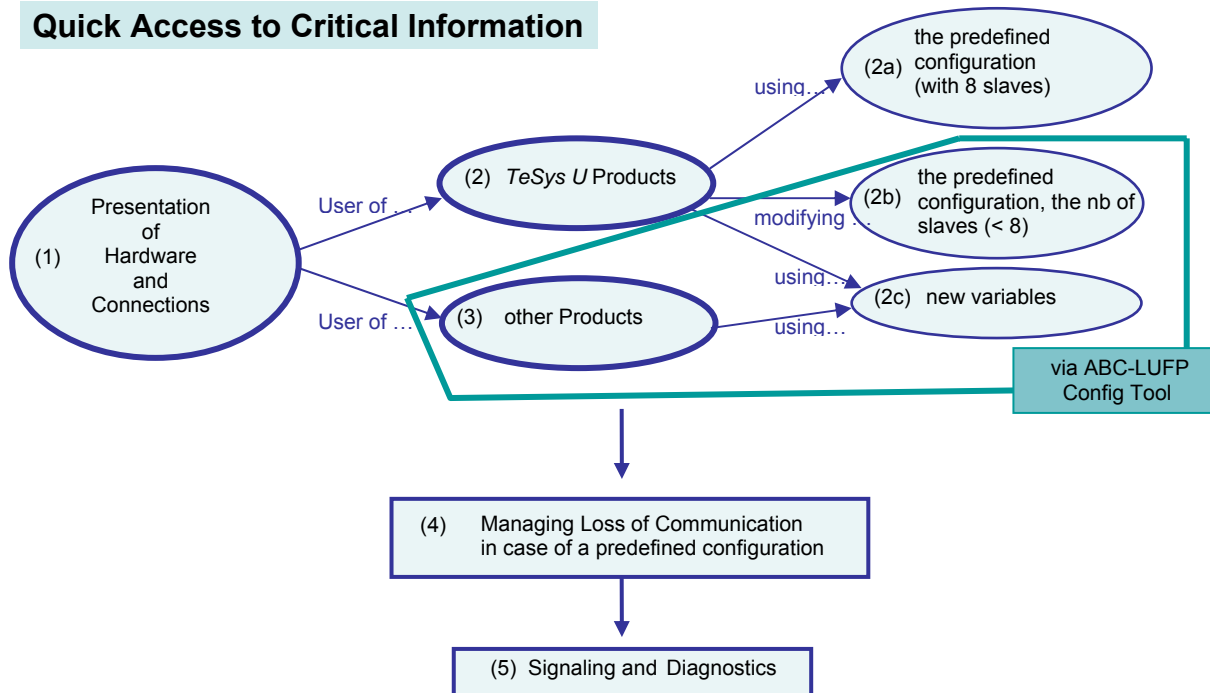 Quick Access to Critical Information
(1)
Presentation
of
Hardware
and
Connections
User of …
User of …
(2) TeSys U Products
(3) other Products
using…
modifying …
using…
using…
(2a)
the predefined
configuration
(with 8 slaves)
(2b)
the predefined
configuration, the nb of
slaves (< 8)
(2c) new variables
via ABC-LUFP
Config Tool
(4) Managing Loss of Communication
in case of a predefined configuration
(5) Signaling and Diagnostics